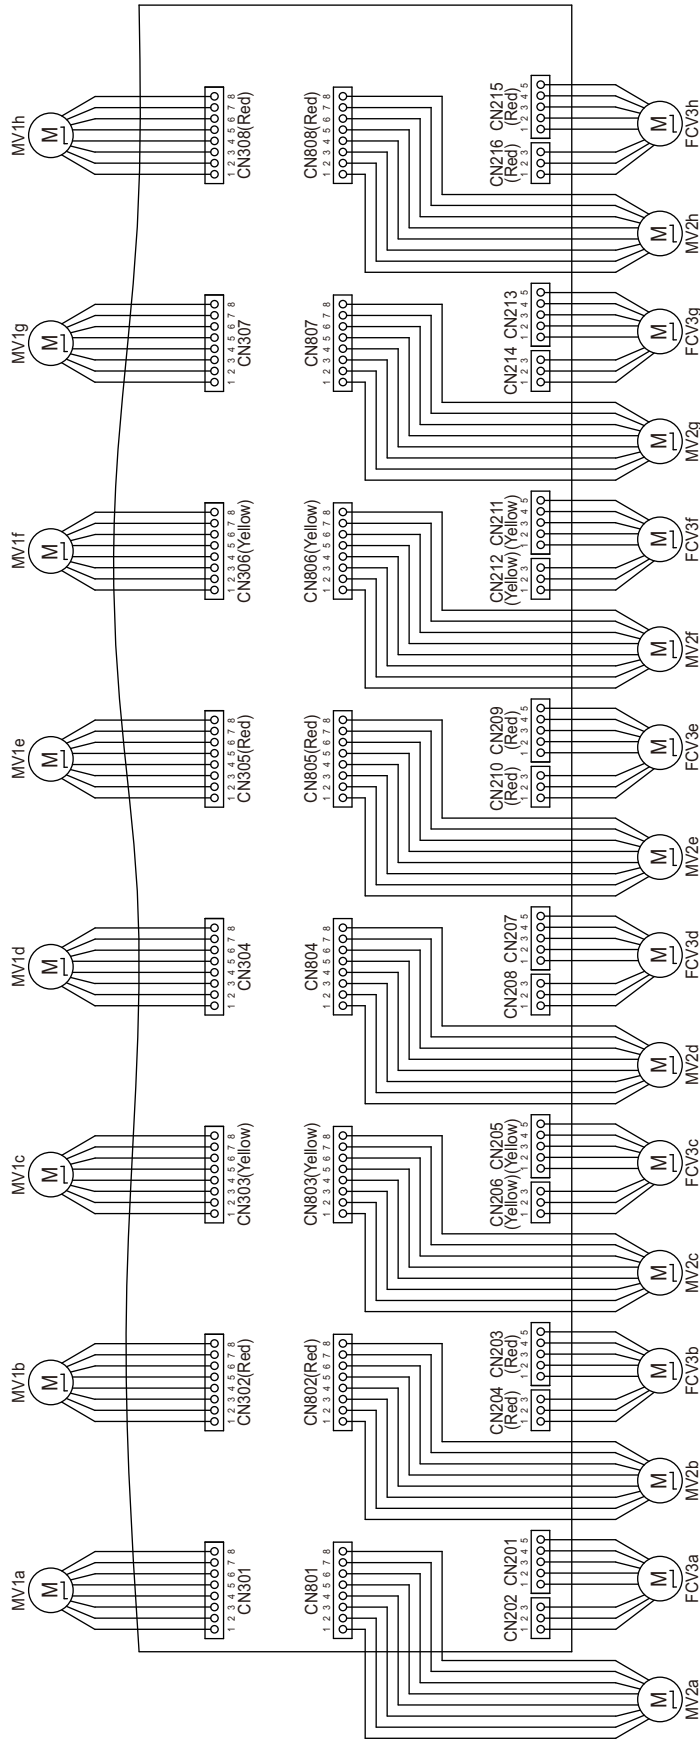 MV1a MV1b MV1c MV1d MV1e MV1f MV1g MV1h
M M M M M M M M
1 2 3 4 5 6 7 8 1 2 3 4 5 6 7 8 1 2 3 4 5 6 7 8 1 2 3 4 5 6 7 8 1 2 3 4 5 6 7 8 1 2 3 4 5 6 7 8 1 2 3 4 5 6 7 8 1 2 3 4 5 6 7 8
CN301 CN302(Red) CN303(Yellow) CN304 CN305(Red) CN306(Yellow) CN307 CN308(Red)
CN801 CN802(Red) CN803(Yellow) CN804 CN805(Red) CN806(Yellow) CN807 CN808(Red)
1 2 3 4 5 6 7 8 1 2 3 4 5 6 7 8 1 2 3 4 5 6 7 8 1 2 3 4 5 6 7 8 1 2 3 4 5 6 7 8 1 2 3 4 5 6 7 8 1 2 3 4 5 6 7 8 1 2 3 4 5 6 7 8
CN202 CN201 CN204 CN203 CN206 CN205 CN208 CN207 CN210 CN209 CN212 CN211 CN214 CN213 CN216 CN215
(Red) (Red) (Yellow) (Yellow) (Red) (Red) (Yellow) (Yellow) (Red) (Red)
1 2 3 1 2 3 4 5 1 2 3 1 2 3 4 5 1 2 3 1 2 3 4 5 1 2 3 1 2 3 4 5 1 2 3 1 2 3 4 5 1 2 3 1 2 3 4 5 1 2 3 1 2 3 4 5 1 2 3 1 2 3 4 5
M M M M M M M M M M M M M M M M
MV2a FCV3a MV2b FCV3b MV2c FCV3c MV2d FCV3d MV2e FCV3e MV2f FCV3f MV2g FCV3g MV2h FCV3h